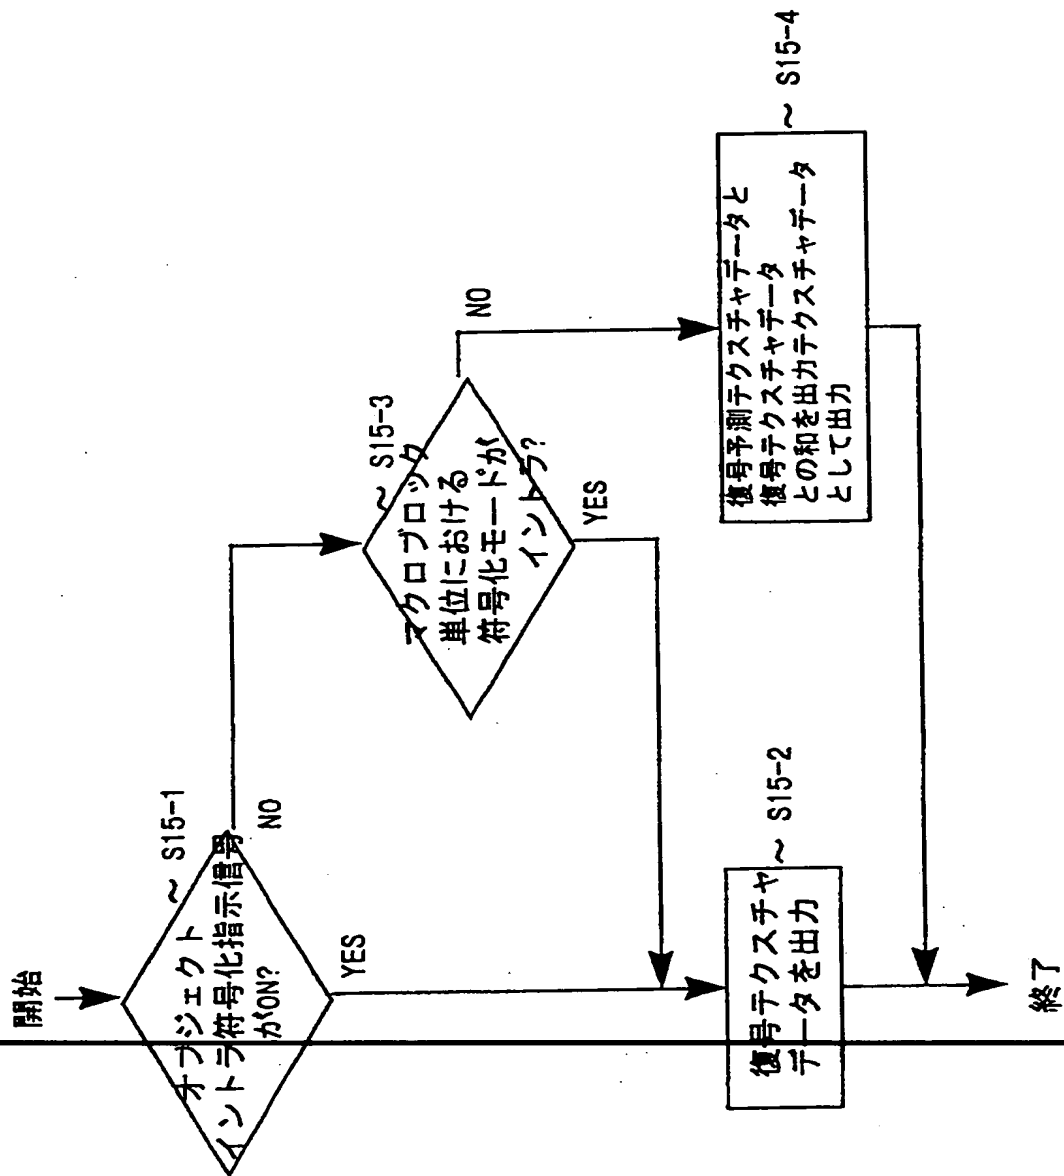 開始
オブジェクト
イントラ符号化指示信号
がON?
~ S15-1
NO
YES
~ S15-3
マクロブロック
単位における
符号化モードが
イントラ?
NO
YES
復号テクスチャ
データを出力
~ S15-2
復号予測テクスチャデータと
復号テクスチャデータ
との和を出力テクスチャデータ
として出力
~ S15-4
終了